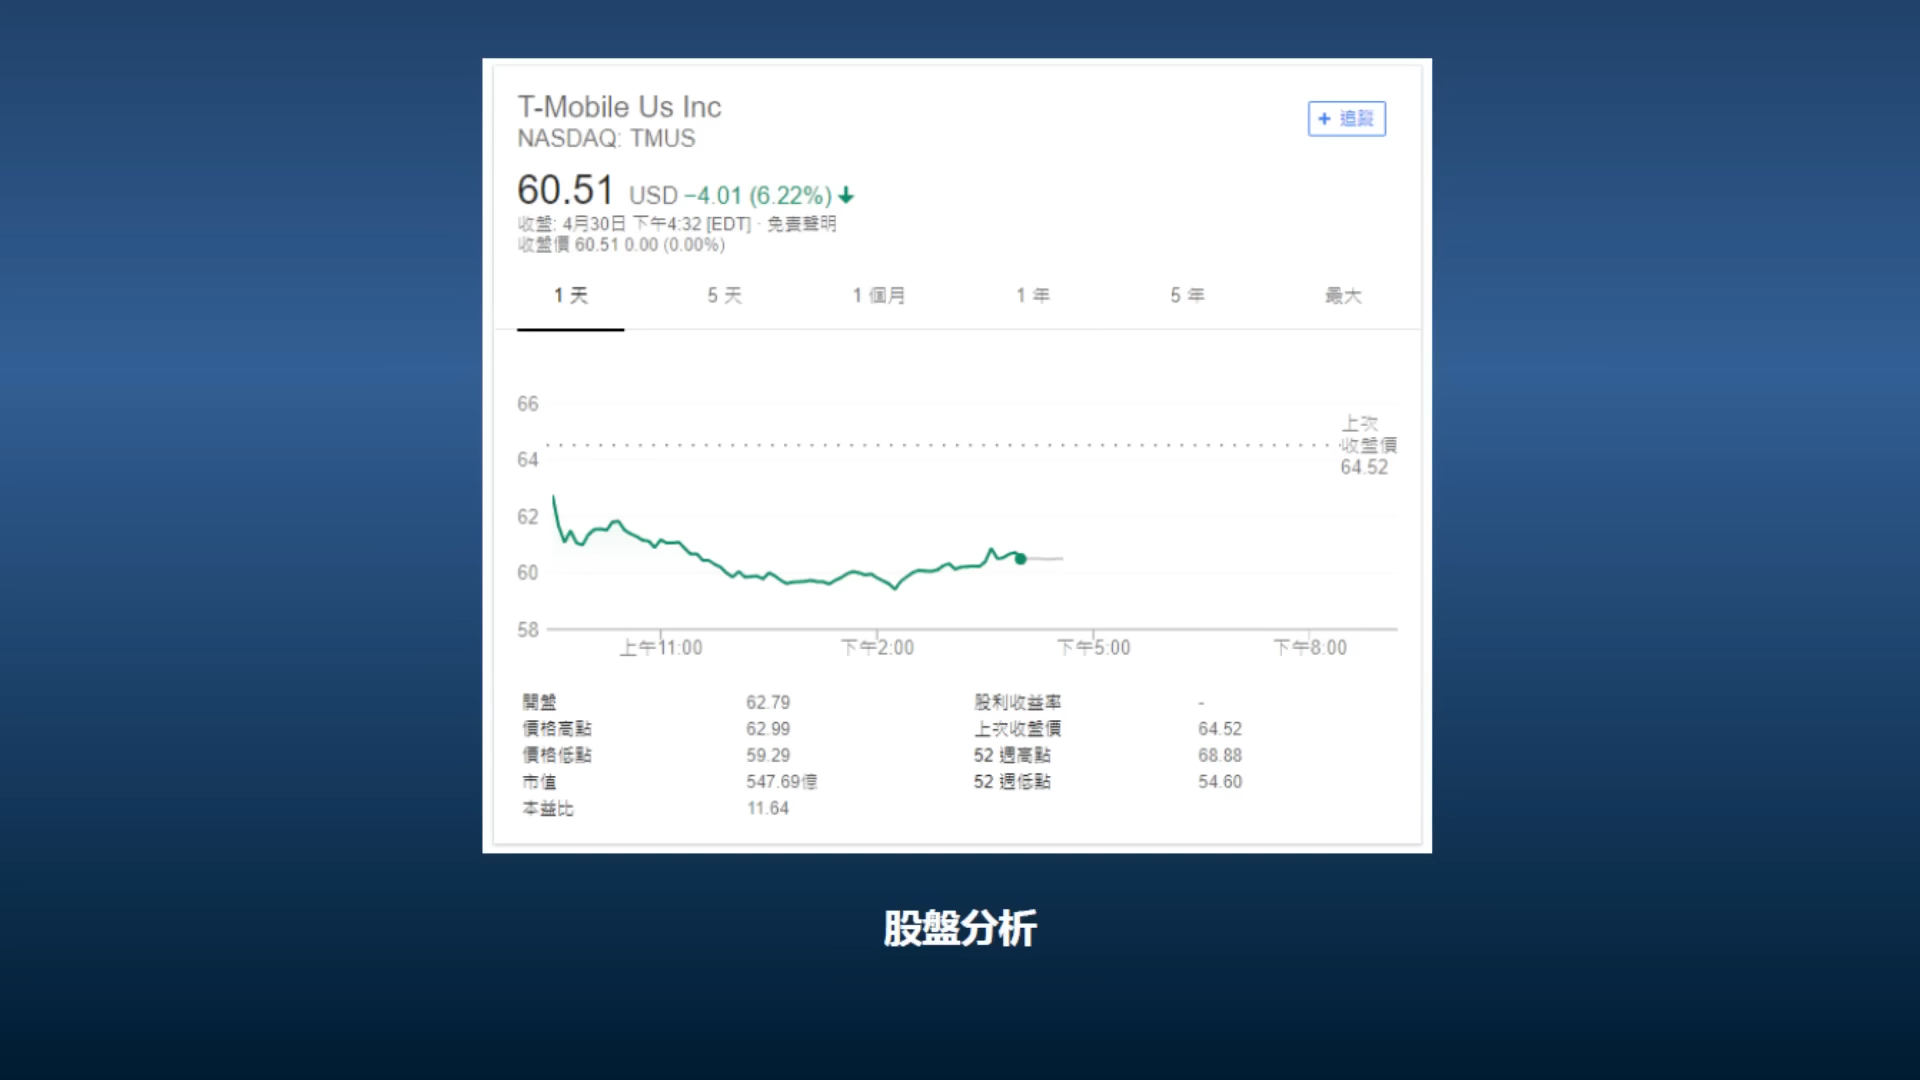 T-Mobile Us Inc
NASDAQ: TMUS
+ 追蹤
60.51 USD −4.01 (6.22%)
收盤: 4月30日 下午4:32 [EDT] · 免責聲明
收盤價 60.51 0.00 (0.00%)
1 天 5 天 1 個月 1 年 5 年 最大
66
64
62
60
58
上次
收盤價
64.52
上午11:00 下午2:00 下午5:00 下午8:00
開盤 62.79 股利收益率 -
價格高點 62.99 上次收盤價 64.52
價格低點 59.29 52 週高點 68.88
市值 547.69億 52 週低點 54.60
本益比 11.64
股盤分析